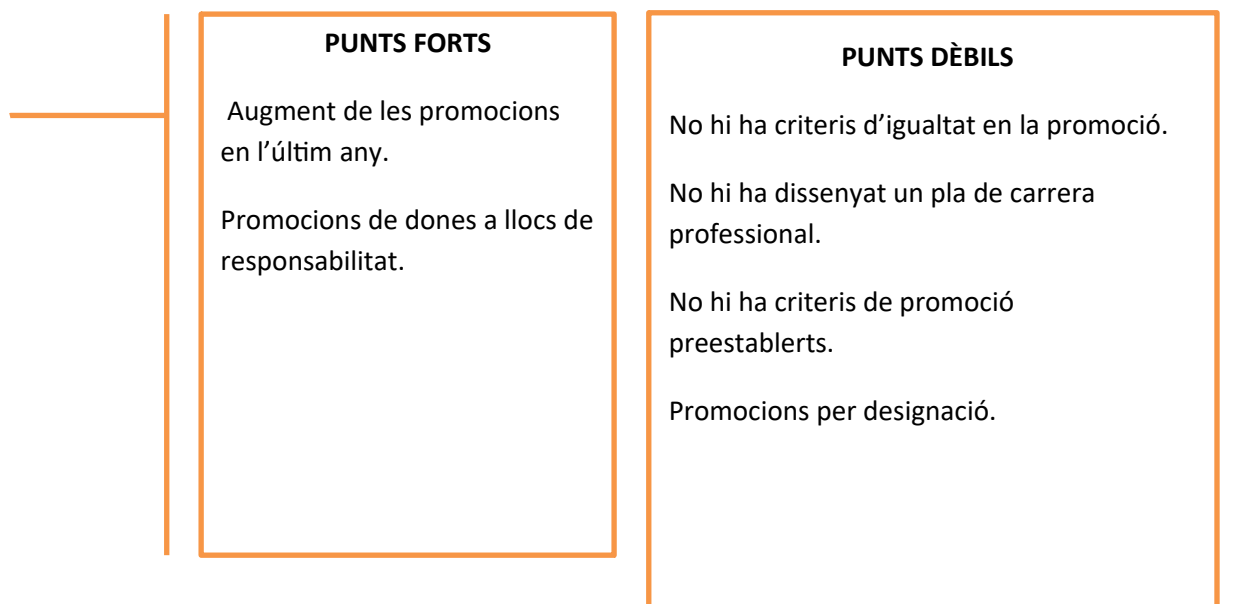 PUNTS FORTS
Augment de les promocions
en l’últim any.
Promocions de dones a llocs de
responsabilitat.
PUNTS DÈBILS
No hi ha criteris d’igualtat en la promoció.
No hi ha dissenyat un pla de carrera
professional.
No hi ha criteris de promoció
preestablerts.
Promocions per designació.